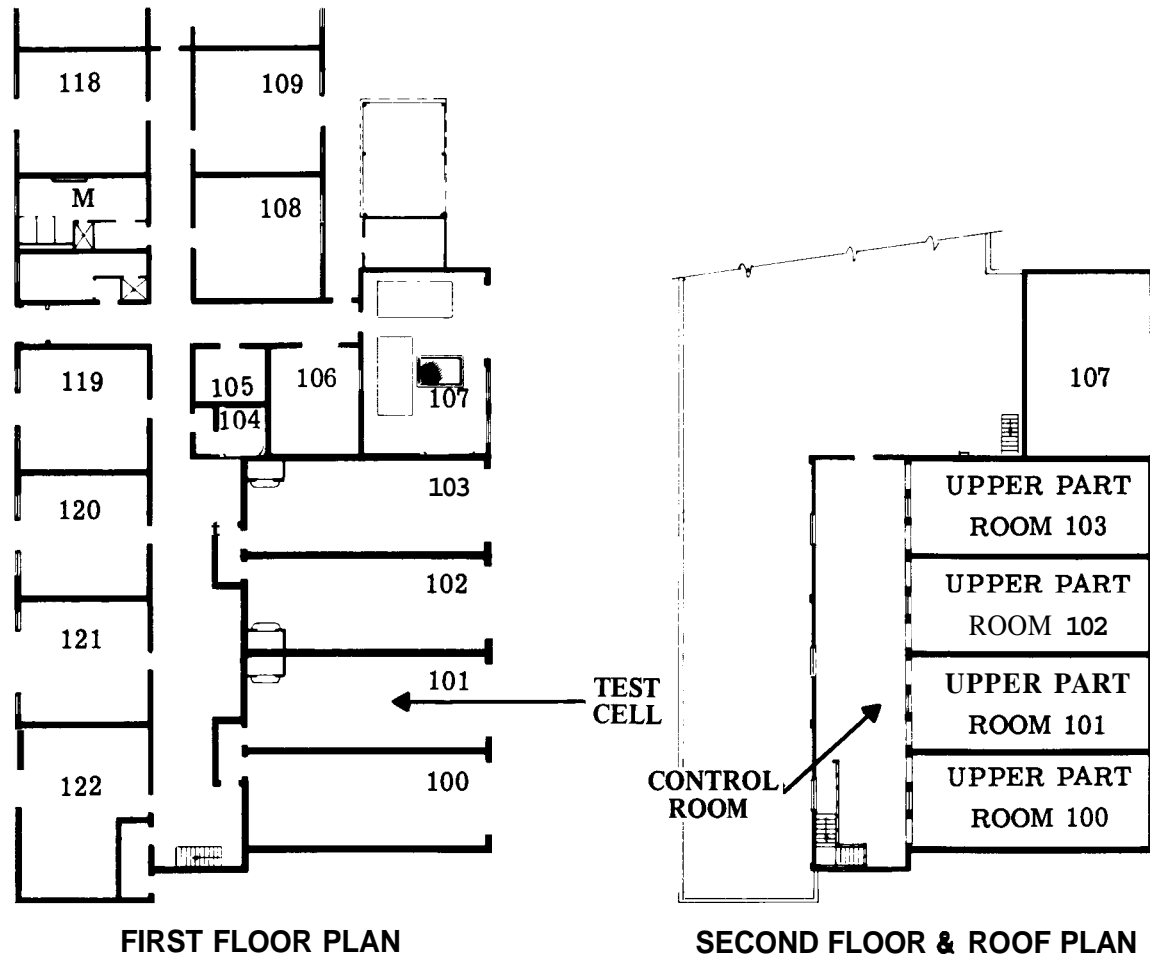 118
109
M
108
119
105
106
107
104
103
120
102
121
101
TEST
CELL
122
100
FIRST FLOOR PLAN
107
UPPER PART
ROOM 103
UPPER PART
ROOM 102
UPPER PART
ROOM 101
CONTROL
ROOM
UPPER PART
ROOM 100
SECOND FLOOR & ROOF PLAN